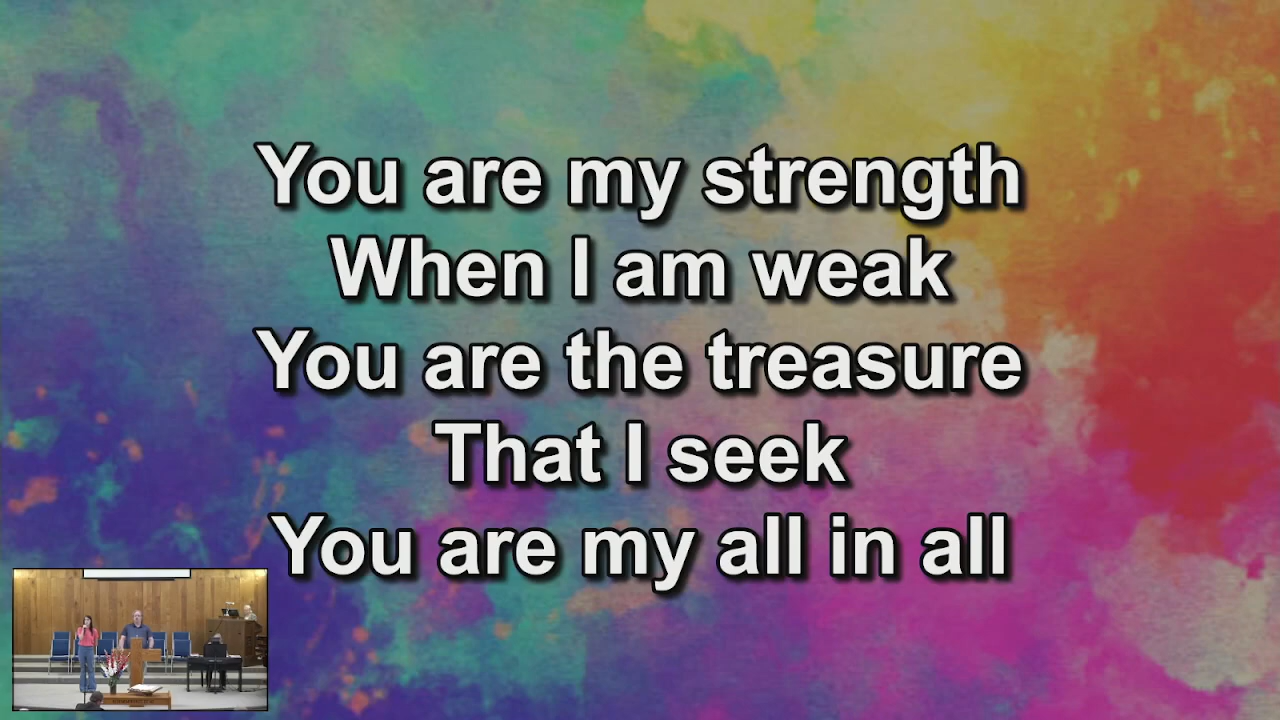 You are my strength
When I am weak
You are the treasure
That I seek
You are my all in all